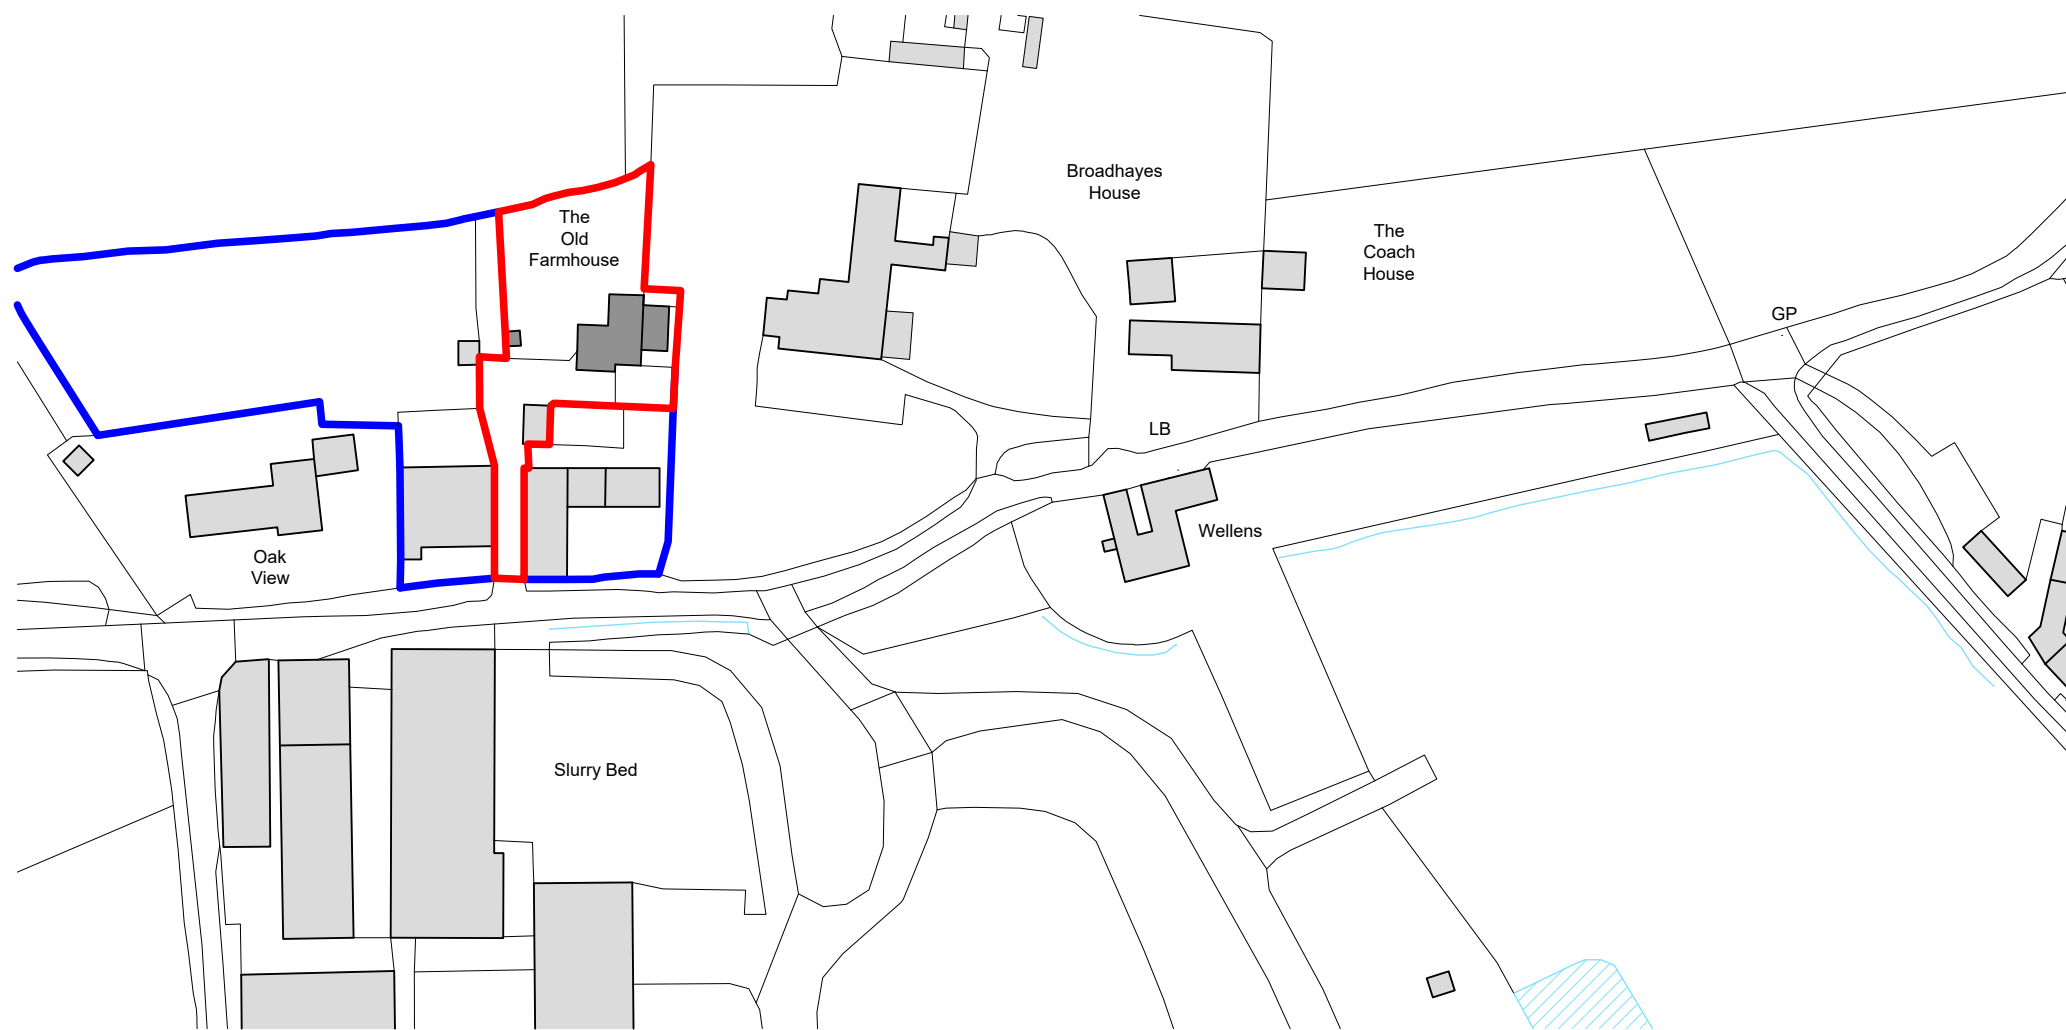 Broadhayes
House
The
Old
Farmhouse
The
Coach
House
GP
LB
Wellens
Oak
View
Slurry Bed